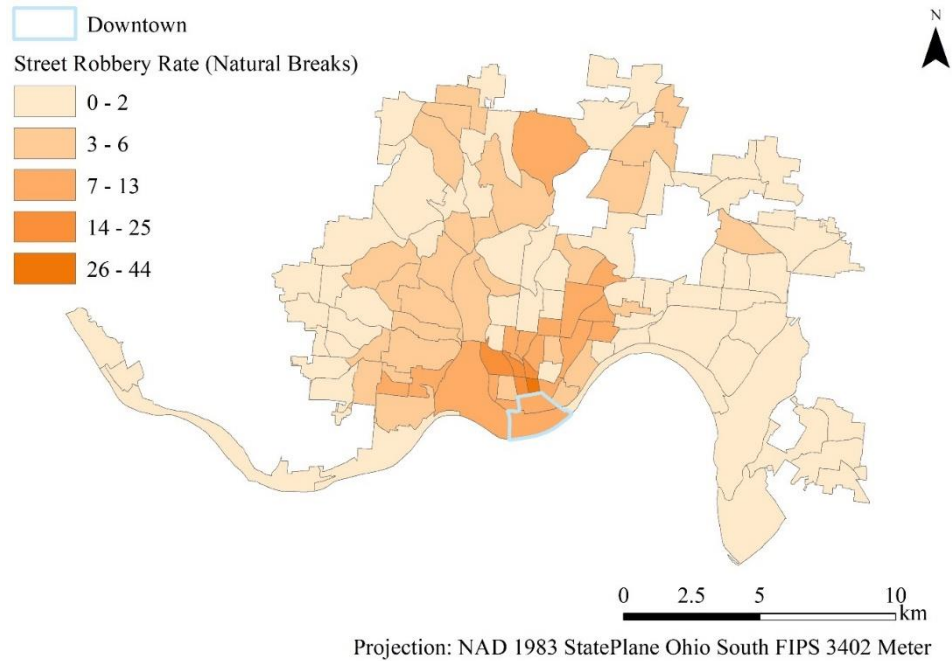 Downtown
Street Robbery Rate (Natural Breaks)
0 - 2
3 - 6
7 - 13
14 - 25
26 - 44
N
0 2.5 5 10
km
Projection: NAD 1983 StatePlane Ohio South FIPS 3402 Meter